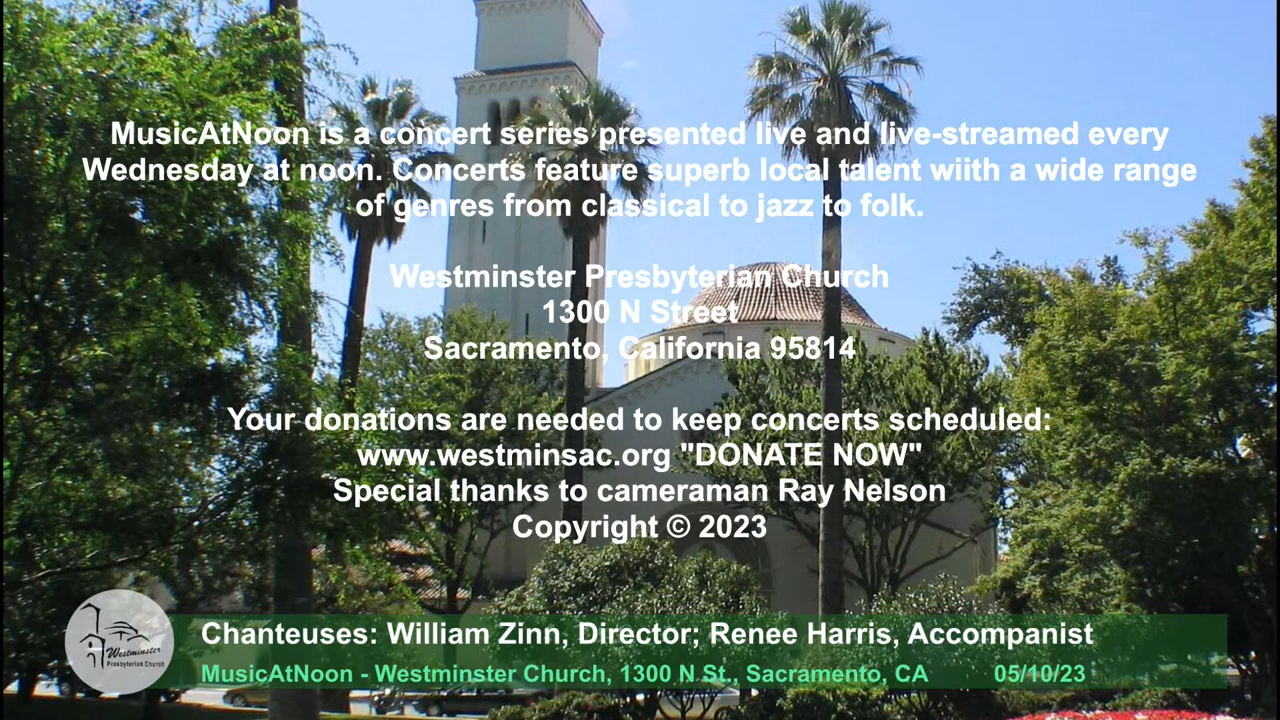 MusicAtNoon is a concert series presented live and live-streamed every
Wednesday at noon. Concerts feature superb local talent wiith a wide range
of genres from classical to jazz to folk.
Westminster Presbyterian Church
1300 N Street
Sacramento, California 95814
Your donations are needed to keep concerts scheduled:
www.westminsac.org "DONATE NOW"
Special thanks to cameraman Ray Nelson
Copyright © 2023
Westminster
Presbyterian Church
Chanteuses: William Zinn, Director; Renee Harris, Accompanist
MusicAtNoon - Westminster Church, 1300 N St., Sacramento, CA 05/10/23